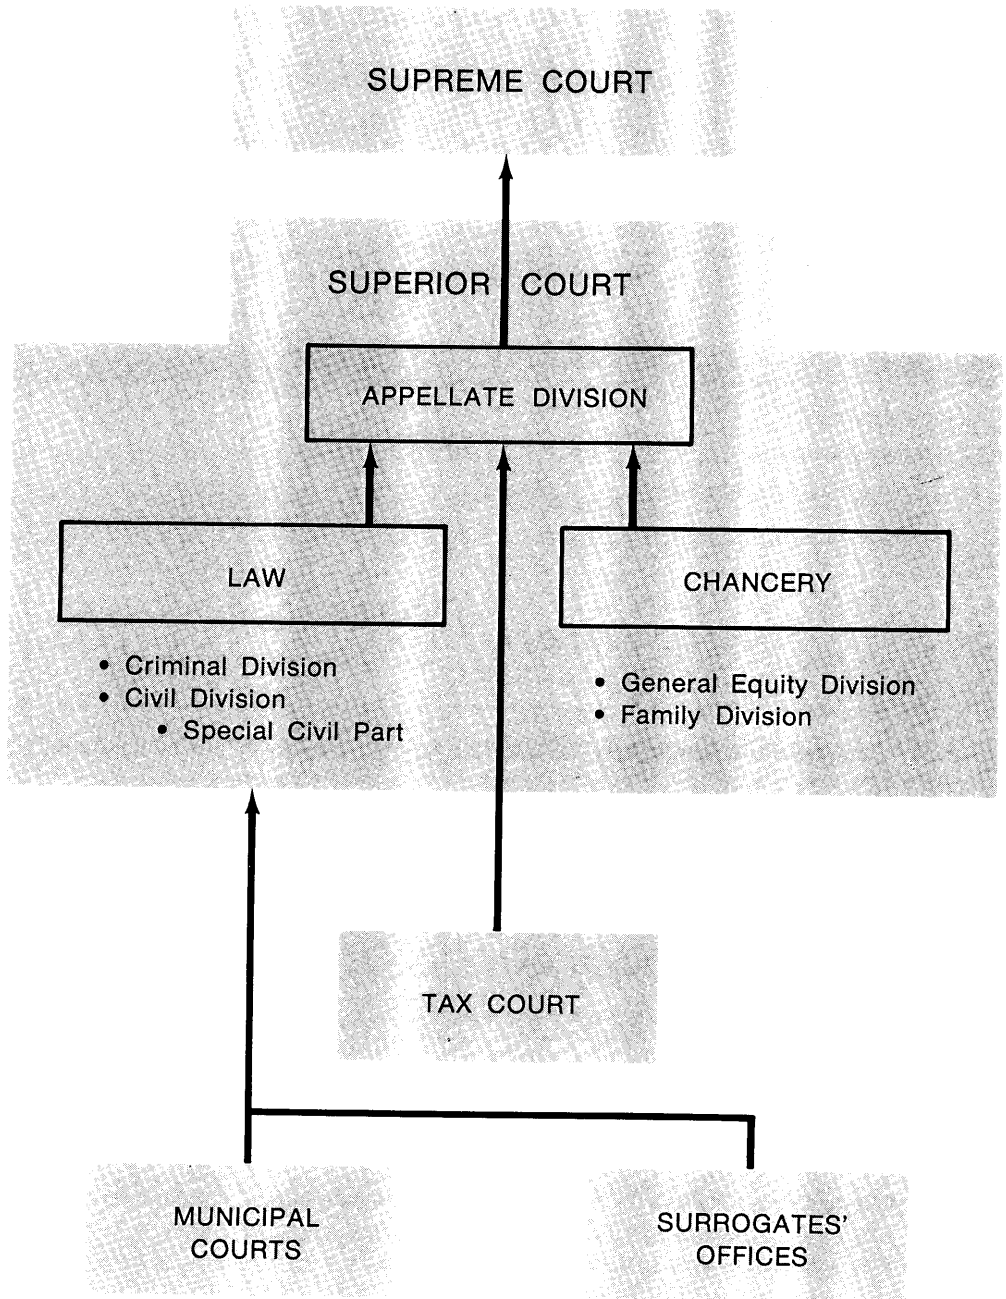 SUPREME COURT
SUPERIOR COURT
APPELLATE DIVISION
LAW
CHANCERY
• Criminal Division
• Civil Division
• Special Civil Part
• General Equity Division
• Family Division
TAX COURT
MUNICIPAL
COURTS
SURROGATES'
OFFICES